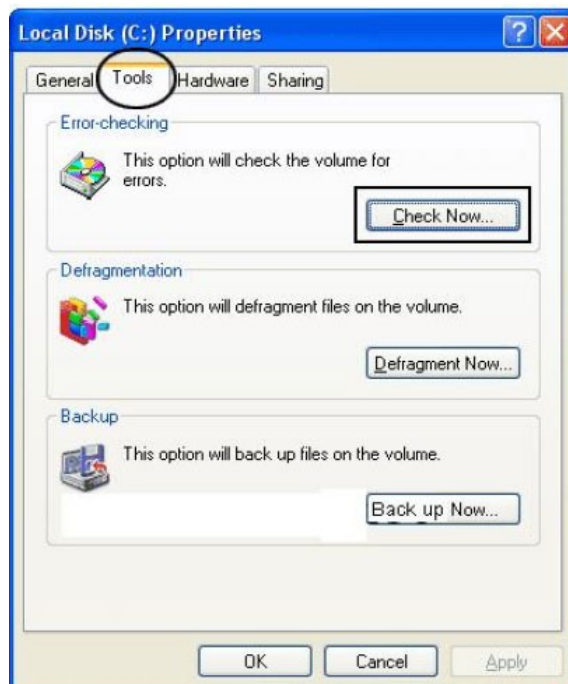 Local Disk (C:) Properties
General Tools Hardware Sharing
Error-checking
This option will check the volume for
errors.
Check Now...
Defragmentation
This option will defragment files on the volume.
Defragment Now...
Backup
This option will back up files on the volume.
Back up Now...
OK Cancel Apply